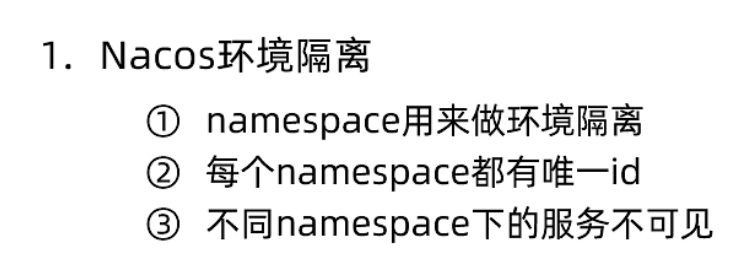 1. Nacos环境隔离
① namespace用来做环境隔离
② 每个namespace都有唯一id
③ 不同namespace下的服务不可见